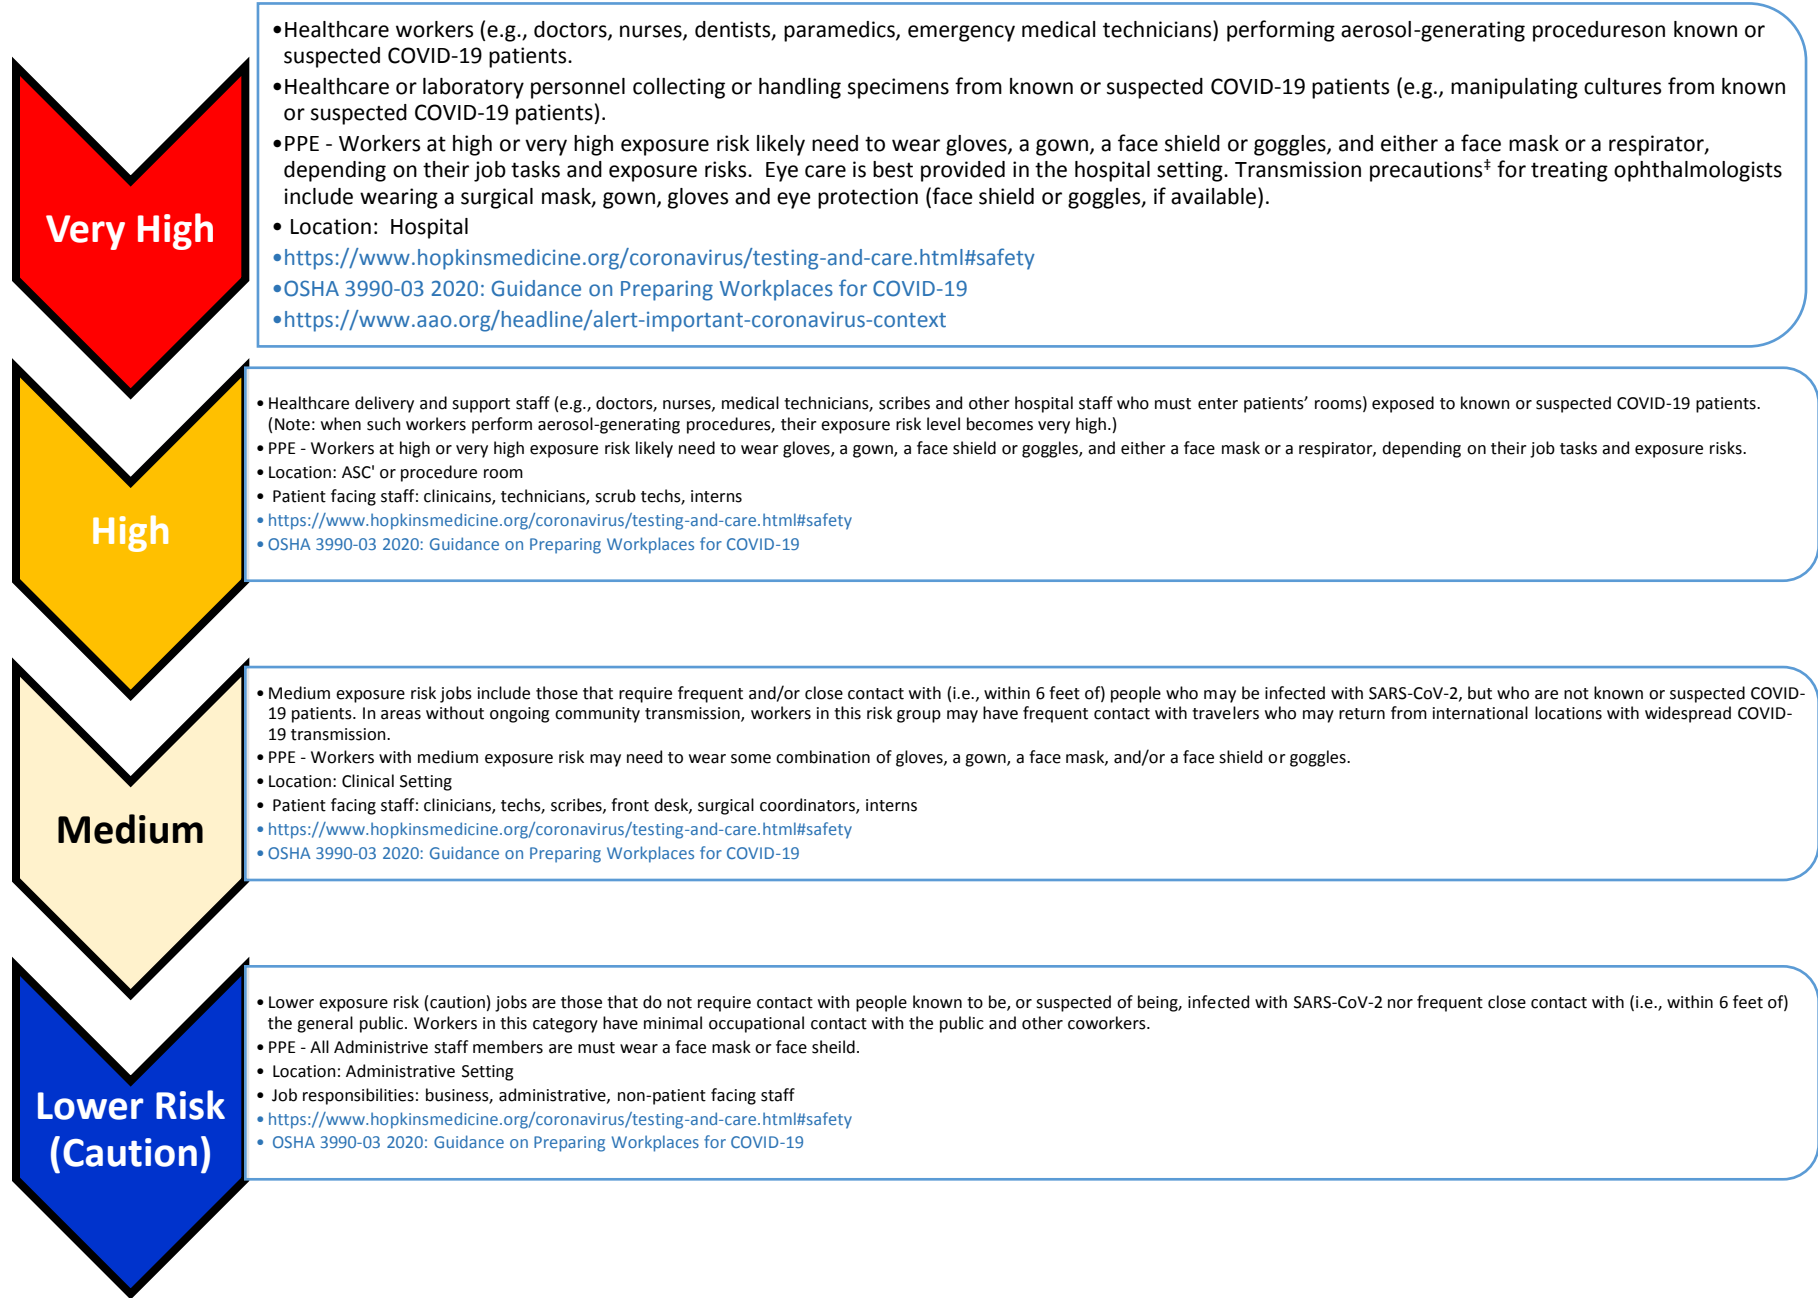 •Healthcare workers (e.g., doctors, nurses, dentists, paramedics, emergency medical technicians) performing aerosol-generating procedureson known or
suspected COVID-19 patients.
•Healthcare or laboratory personnel collecting or handling specimens from known or suspected COVID-19 patients (e.g., manipulating cultures from known
or suspected COVID-19 patients).
•PPE - Workers at high or very high exposure risk likely need to wear gloves, a gown, a face shield or goggles, and either a face mask or a respirator,
depending on their job tasks and exposure risks.  Eye care is best provided in the hospital setting. Transmission precautions‡ for treating ophthalmologists
include wearing a surgical mask, gown, gloves and eye protection (face shield or goggles, if available).
• Location:  Hospital
•https://www.hopkinsmedicine.org/coronavirus/testing-and-care.html#safety
•OSHA 3990-03 2020: Guidance on Preparing Workplaces for COVID-19
•https://www.aao.org/headline/alert-important-coronavirus-context
Very High
• Healthcare delivery and support staff (e.g., doctors, nurses, medical technicians, scribes and other hospital staff who must enter patients’ rooms) exposed to known or suspected COVID-19 patients.
(Note: when such workers perform aerosol-generating procedures, their exposure risk level becomes very high.)
• PPE - Workers at high or very high exposure risk likely need to wear gloves, a gown, a face shield or goggles, and either a face mask or a respirator, depending on their job tasks and exposure risks.
• Location: ASC' or procedure room
• Patient facing staff: clinicains, technicians, scrub techs, interns
• https://www.hopkinsmedicine.org/coronavirus/testing-and-care.html#safety
• OSHA 3990-03 2020: Guidance on Preparing Workplaces for COVID-19
High
• Medium exposure risk jobs include those that require frequent and/or close contact with (i.e., within 6 feet of) people who may be infected with SARS-CoV-2, but who are not known or suspected COVID-
19 patients. In areas without ongoing community transmission, workers in this risk group may have frequent contact with travelers who may return from international locations with widespread COVID-
19 transmission.
• PPE - Workers with medium exposure risk may need to wear some combination of gloves, a gown, a face mask, and/or a face shield or goggles.
• Location: Clinical Setting
• Patient facing staff: clinicians, techs, scribes, front desk, surgical coordinators, interns
• https://www.hopkinsmedicine.org/coronavirus/testing-and-care.html#safety
• OSHA 3990-03 2020: Guidance on Preparing Workplaces for COVID-19
Medium
• Lower exposure risk (caution) jobs are those that do not require contact with people known to be, or suspected of being, infected with SARS-CoV-2 nor frequent close contact with (i.e., within 6 feet of)
the general public. Workers in this category have minimal occupational contact with the public and other coworkers.
• PPE - All Administrive staff members are must wear a face mask or face sheild.
• Location: Administrative Setting
• Job responsibilities: business, administrative, non-patient facing staff
• https://www.hopkinsmedicine.org/coronavirus/testing-and-care.html#safety
• OSHA 3990-03 2020: Guidance on Preparing Workplaces for COVID-19
Lower Risk
(Caution)